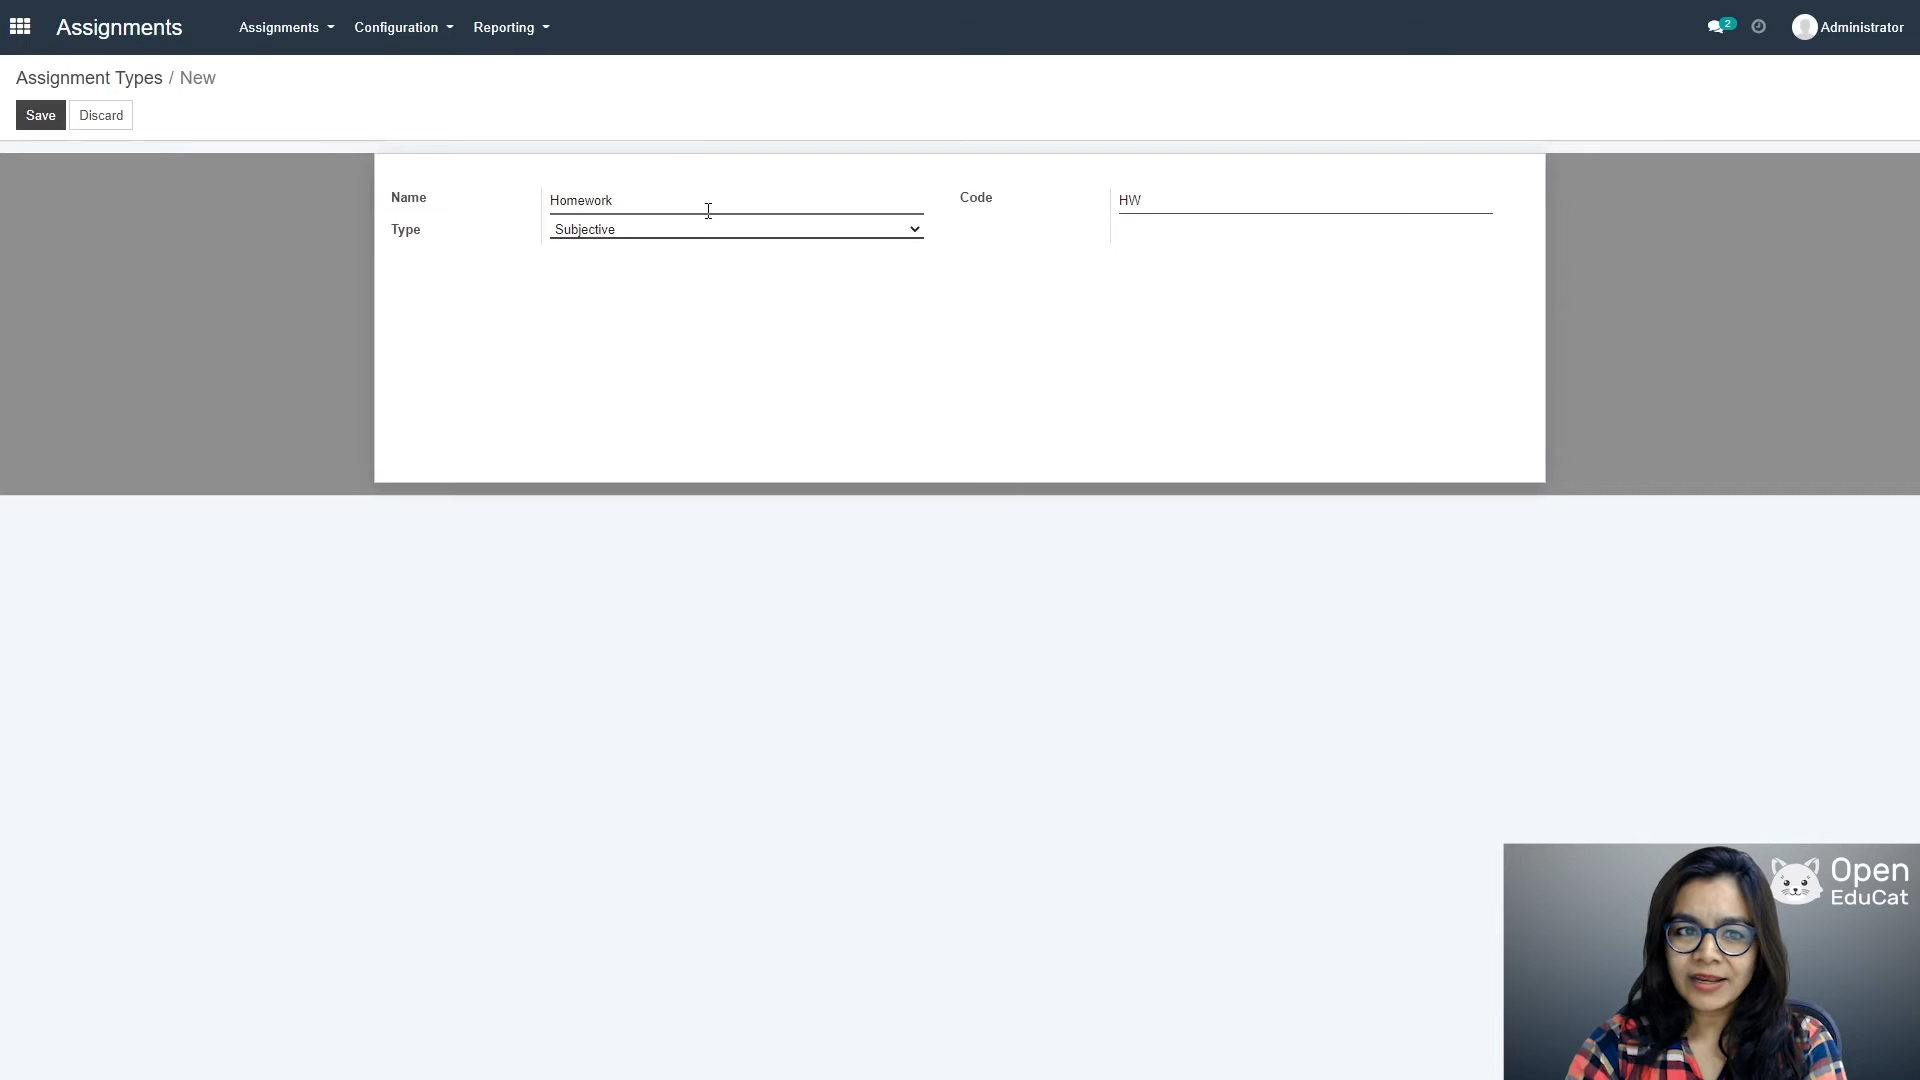 Assignments Assignments Configuration Reporting 2 Administrator
Assignment Types / New
Save Discard
Name Homework Code HW
Type Subjective
Open
EduCat